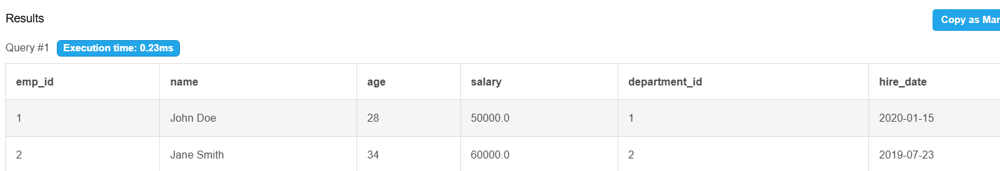 Results
Copy as Mar
Query #1 Execution time: 0.23ms
emp_id name age salary department_id hire_date
1 John Doe 28 50000.0 1 2020-01-15
2 Jane Smith 34 60000.0 2 2019-07-23